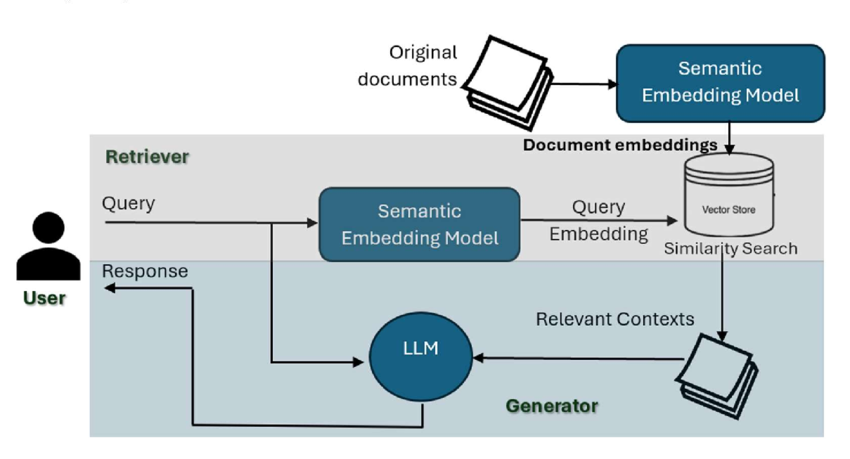 Original
documents
Semantic
Embedding Model
Document embeddings
Retriever
Query
Semantic
Embedding Model
Query
Embedding
Vector Store
Similarity Search
User
Response
LLM
Relevant Contexts
Generator